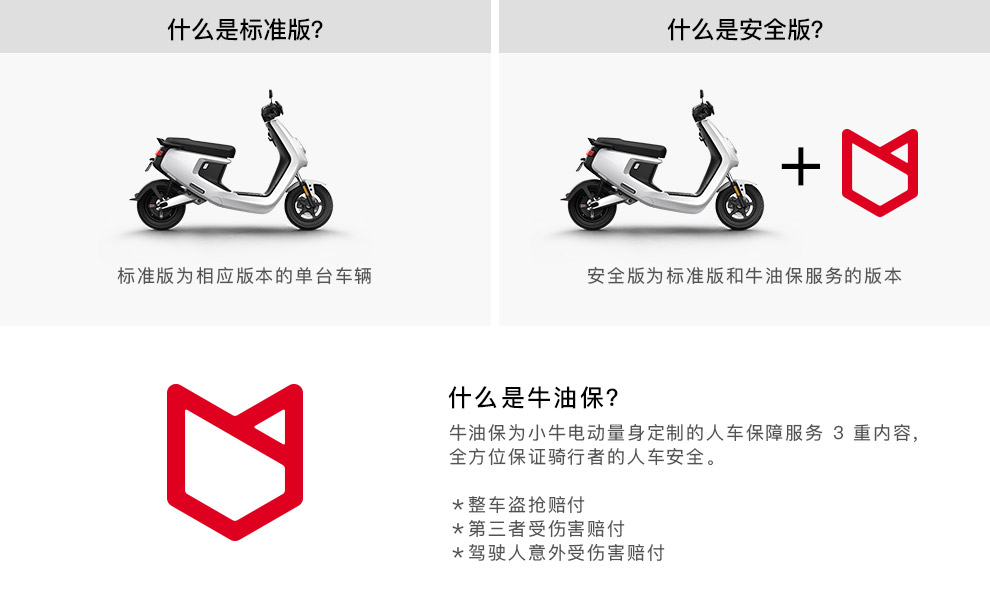 什么是标准版?
什么是安全版?
标准版为相应版本的单台车辆
安全版为标准版和牛油保服务的版本
什么是牛油保?
牛油保为小牛电动量身定制的人车保障服务 3 重内容,
全方位保证骑行者的人车安全。
*整车盗抢赔付
*第三者受伤害赔付
*驾驶人意外受伤害赔付